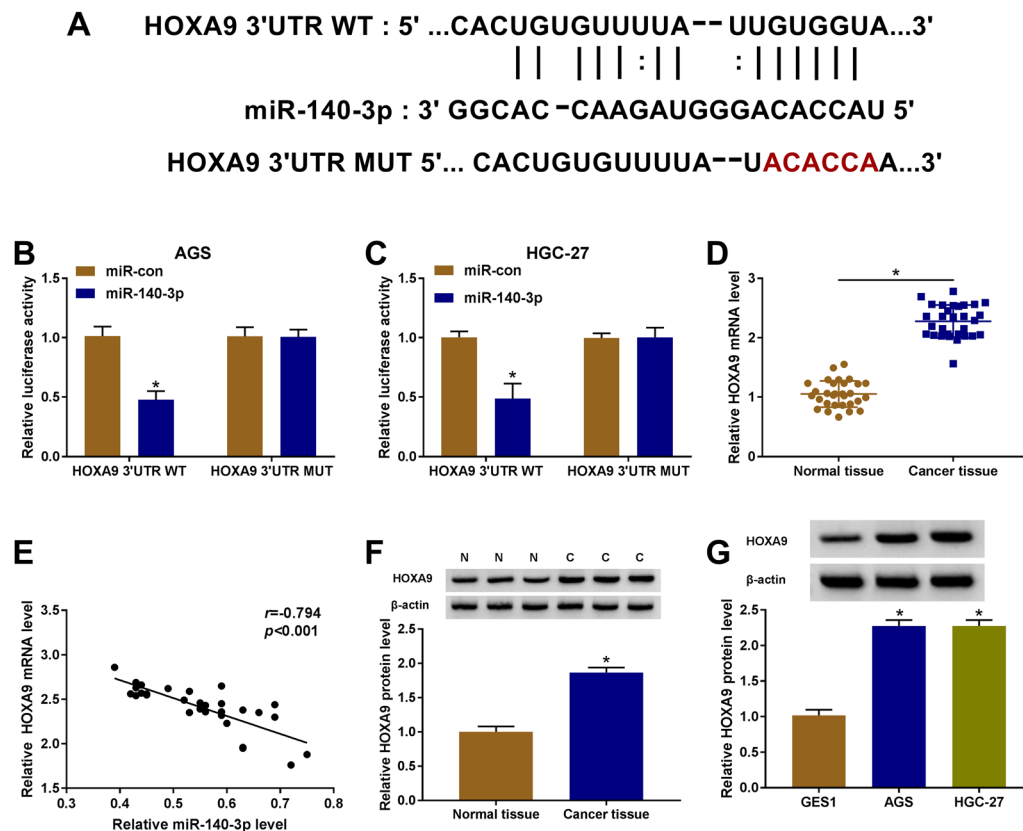 A
HOXA9 3'UTR WT : 5' ...CACUGUGUUUUA--UUGUGGUA...3'
miR-140-3p : 3' GGCAC-CAAGAUGGGACACCAU 5'
HOXA9 3'UTR MUT 5'... CACUGUGUUUUA--UACACCAA...3'
B
AGS
miR-con
miR-140-3p
Relative luciferase activity
1.5
1.0
0.5
0.0
*
HOXA9 3'UTR WT
HOXA9 3'UTR MUT
C
HGC-27
miR-con
miR-140-3p
Relative luciferase activity
1.5
1.0
0.5
0.0
*
HOXA9 3'UTR WT
HOXA9 3'UTR MUT
D
Relative HOXA9 mRNA level
3
2
1
0
*
Normal tissue
Cancer tissue
E
r=-0.794
p<0.001
Relative HOXA9 mRNA level
3.5
3.0
2.5
2.0
1.5
0.3 0.4 0.5 0.6 0.7 0.8
Relative miR-140-3p level
F
N N N C C C
HOXA9
β-actin
Relative HOXA9 protein level
2.5
2.0
1.5
1.0
0.5
0.0
*
Normal tissue
Cancer tissue
G
HOXA9
β-actin
Relative HOXA9 protein level
2.5
2.0
1.5
1.0
0.5
0.0
* *
GES1 AGS HGC-27